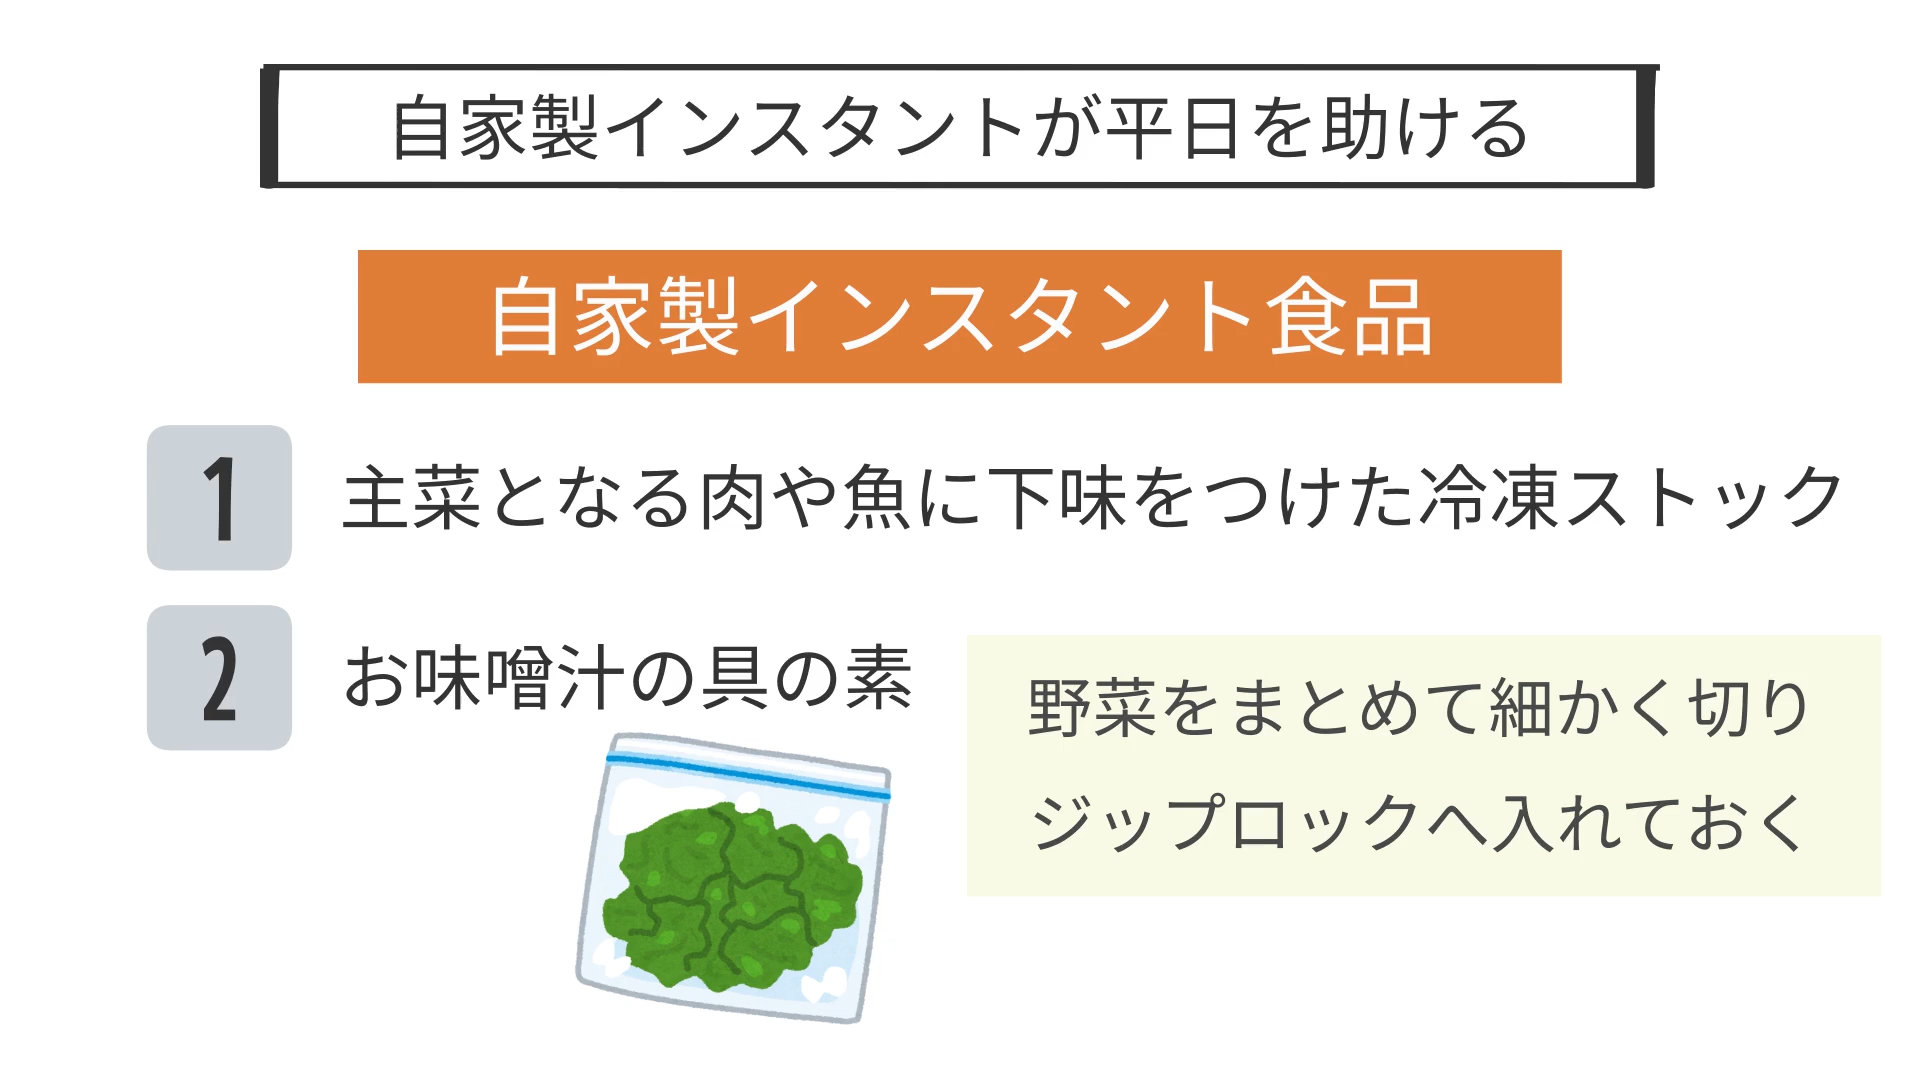 自家製インスタントが平日を助ける
自家製インスタント食品
1 主菜となる肉や魚に下味をつけた冷凍ストック
2 お味噌汁の具の素
野菜をまとめて細かく切り
ジップロックへ入れておく